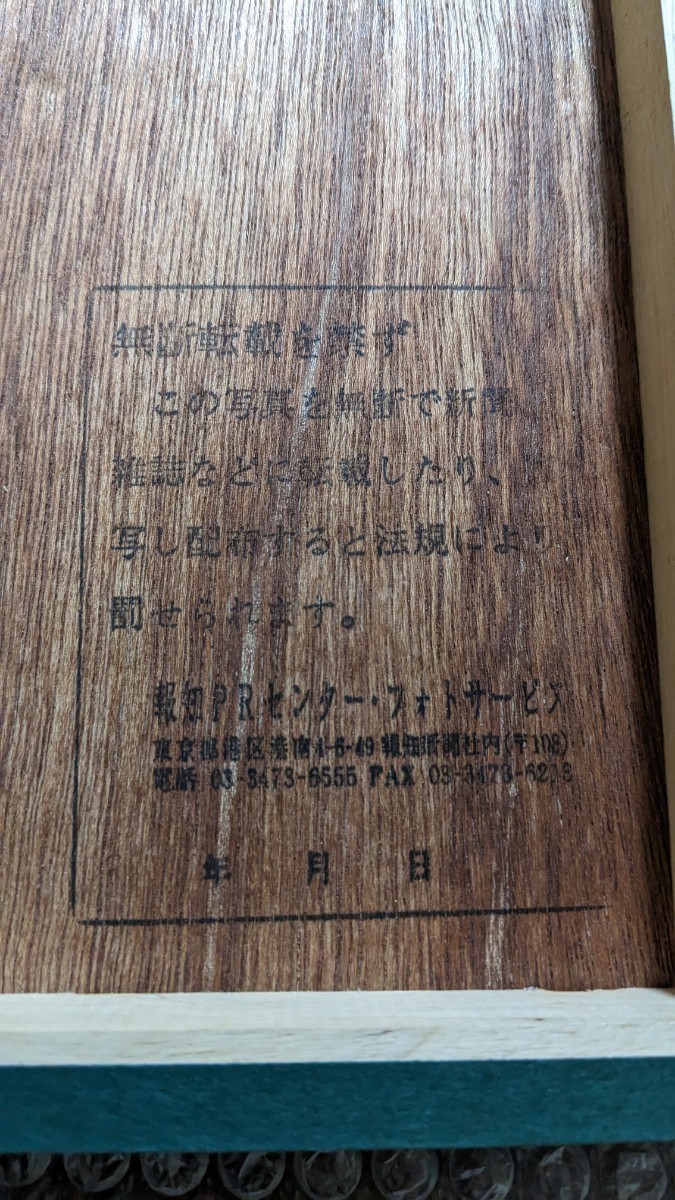 無断転載を禁ず
この写真を無断で新聞
雑誌などに転載したり、
写し配布すると法規により
罰せられます。
報知PRセンター・フォトサービス
東京都港区港南4-6-49 報知新聞社内(〒108)
電話 03-3473-6555 FAX 03-3473-
年 月 日